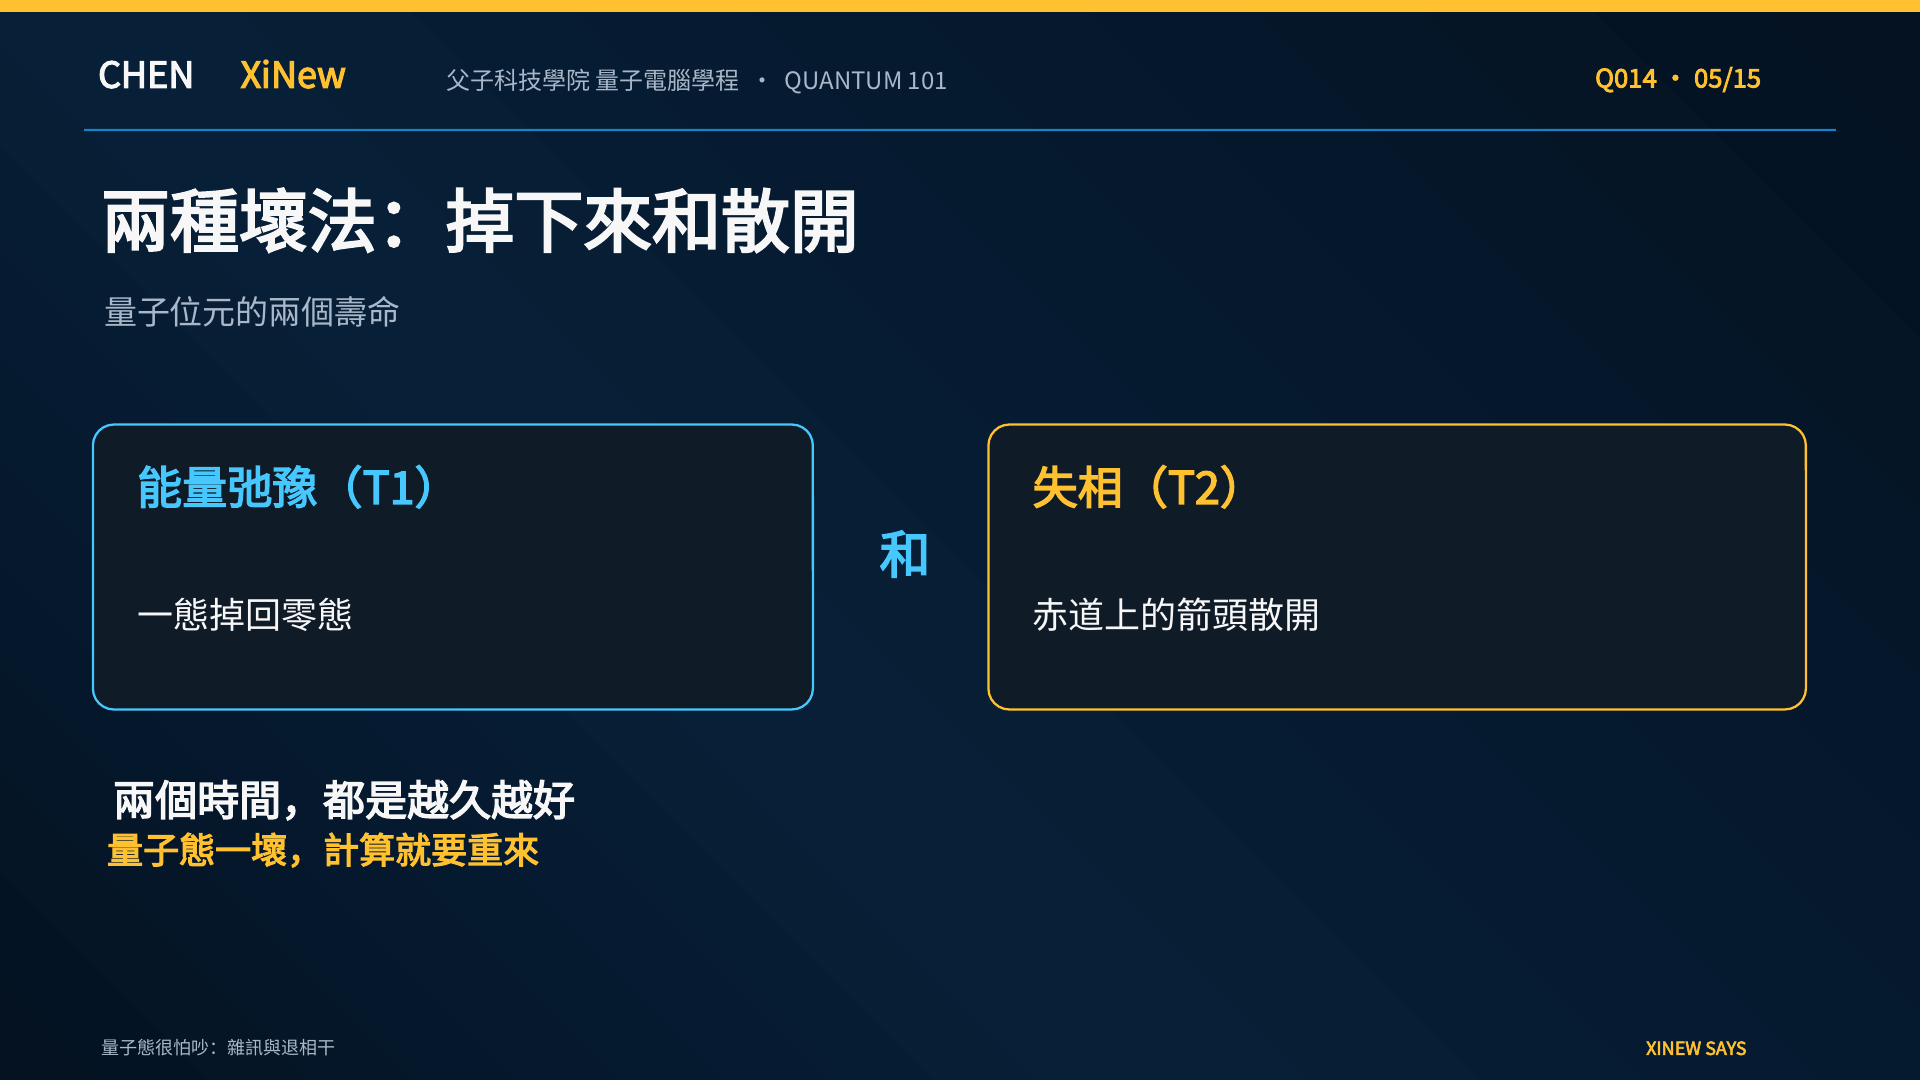 CHEN XiNew 父子科技學院 量子電腦學程 · QUANTUM 101 Q014 · 05/15
兩種壞法：掉下來和散開
量子位元的兩個壽命
能量弛豫（T1）
一態掉回零態
和
失相（T2）
赤道上的箭頭散開
兩個時間，都是越久越好
量子態一壞，計算就要重來
量子態很怕吵：雜訊與退相干 XINEW SAYS